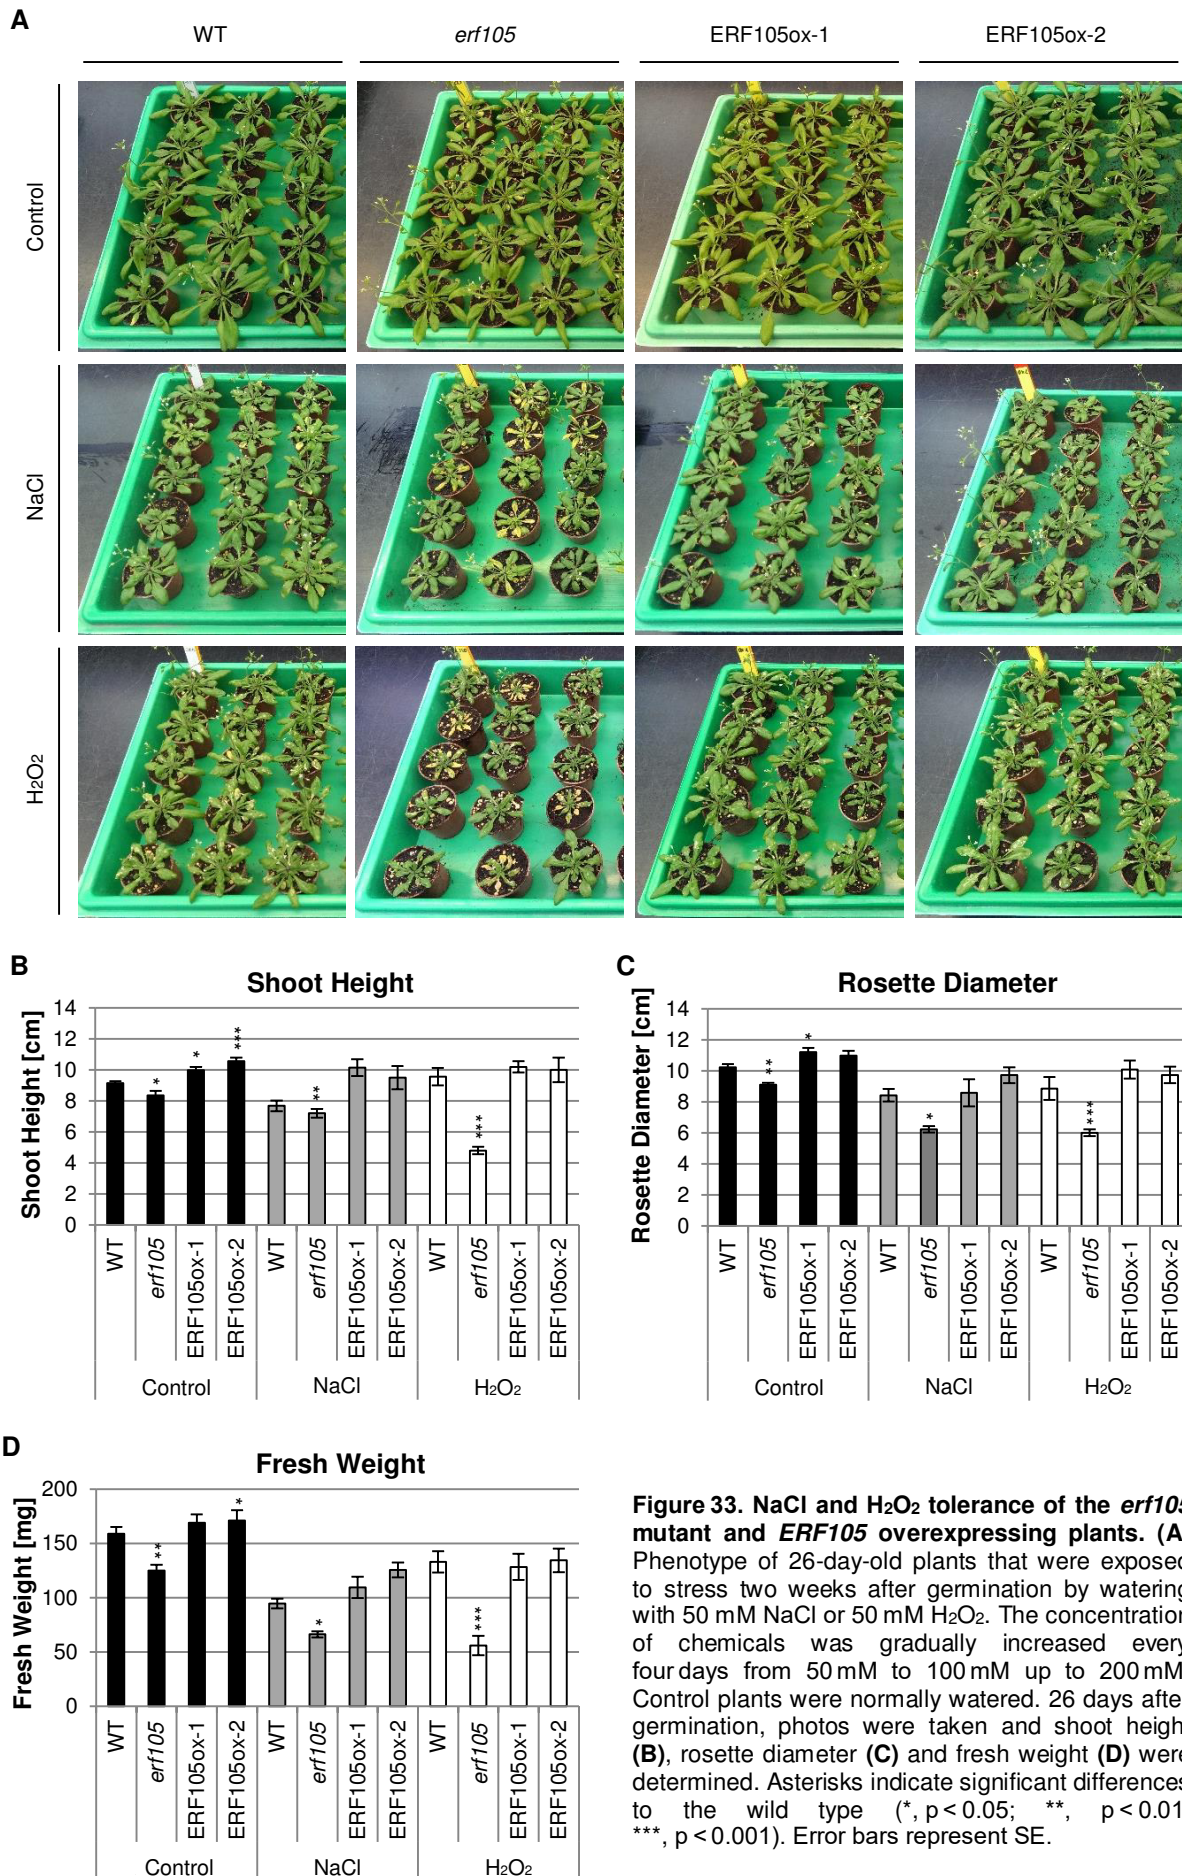 A
WT
erf105
ERF105ox-1
ERF105ox-2
Control
NaCl
H₂O₂
B
Shoot Height
Shoot Height [cm]
14
12
10
8
6
4
2
0
*
*
***
**
***
WT
erf105
ERF105ox-1
ERF105ox-2
WT
erf105
ERF105ox-1
ERF105ox-2
WT
erf105
ERF105ox-1
ERF105ox-2
Control
NaCl
H₂O₂
C
Rosette Diameter
Rosette Diameter [cm]
14
12
10
8
6
4
2
0
**
*
*
***
WT
erf105
ERF105ox-1
ERF105ox-2
WT
erf105
ERF105ox-1
ERF105ox-2
WT
erf105
ERF105ox-1
ERF105ox-2
Control
NaCl
H₂O₂
D
Fresh Weight
Fresh Weight [mg]
200
150
100
50
0
**
*
*
***
WT
erf105
ERF105ox-1
ERF105ox-2
WT
erf105
ERF105ox-1
ERF105ox-2
WT
erf105
ERF105ox-1
ERF105ox-2
Control
NaCl
H₂O₂
Figure 33. NaCl and H₂O₂ tolerance of the erf105
mutant and ERF105 overexpressing plants. (A
Phenotype of 26-day-old plants that were exposed
to stress two weeks after germination by watering
with 50 mM NaCl or 50 mM H₂O₂. The concentration
of chemicals was gradually increased every
four days from 50 mM to 100 mM up to 200 mM
Control plants were normally watered. 26 days afte
germination, photos were taken and shoot heigh
(B), rosette diameter (C) and fresh weight (D) were
determined. Asterisks indicate significant differences
to the wild type (*, p < 0.05; **, p < 0.01
***, p < 0.001). Error bars represent SE.